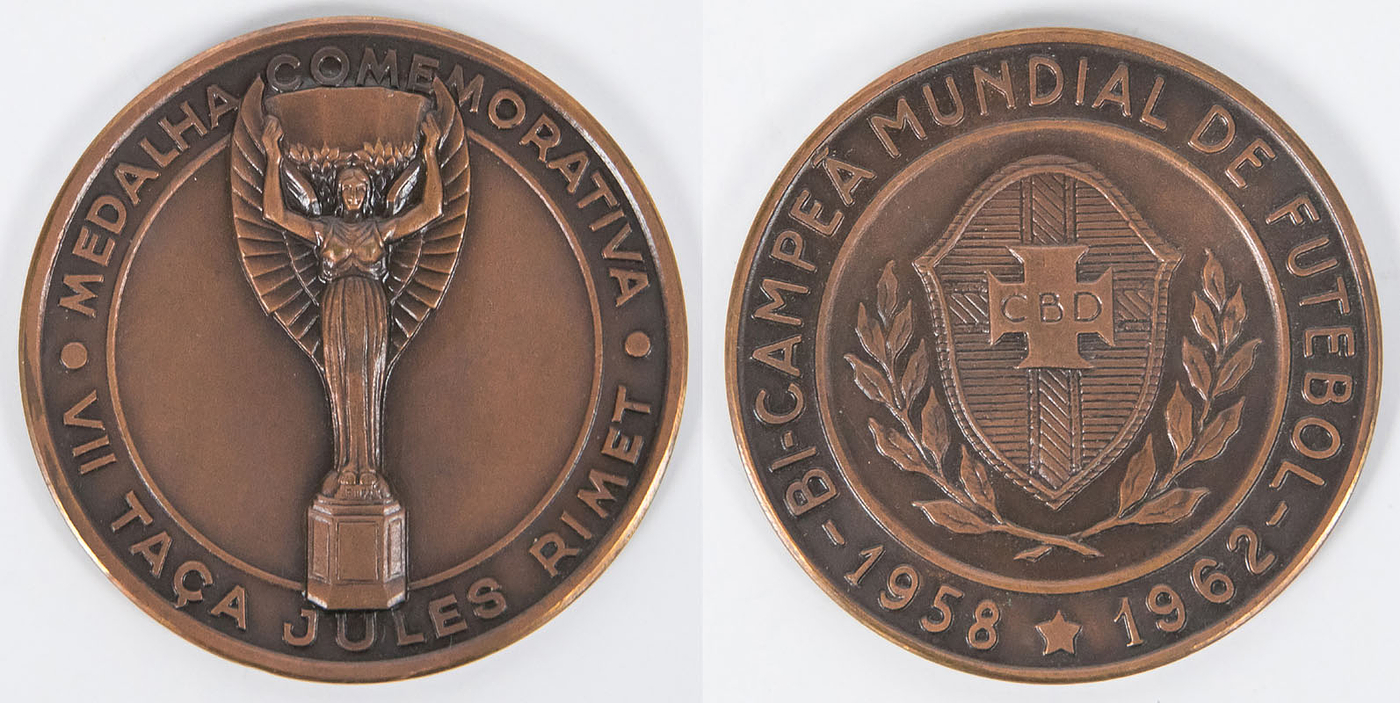 MEDALHA COMEMORATIVA
VII TAÇA JULES RIMET
BI-CAMPEÃ MUNDIAL DE FUTEBOL
CBD
1958 ★ 1962